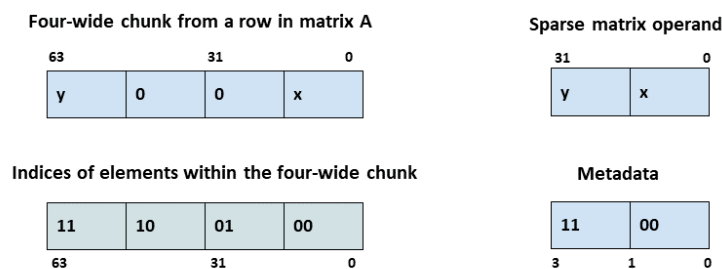 Four-wide chunk from a row in matrix A
63 31 0
y 0 0 x
Sparse matrix operand
31 0
y x
Indices of elements within the four-wide chunk
11 10 01 00
63 31 0
Metadata
11 00
3 1 0